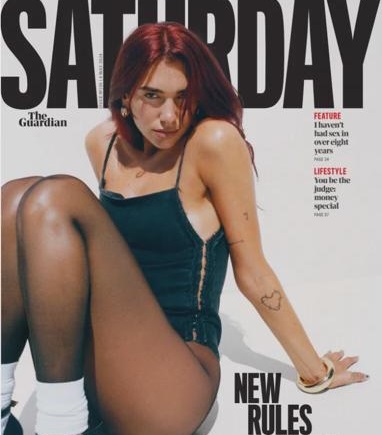 SATURDAY
The
Guardian
FEATURE
I haven't
had sex in
over eight
years
PAGE 24
LIFESTYLE
You be the
judge:
money
special
PAGE 57
NEW
RULES